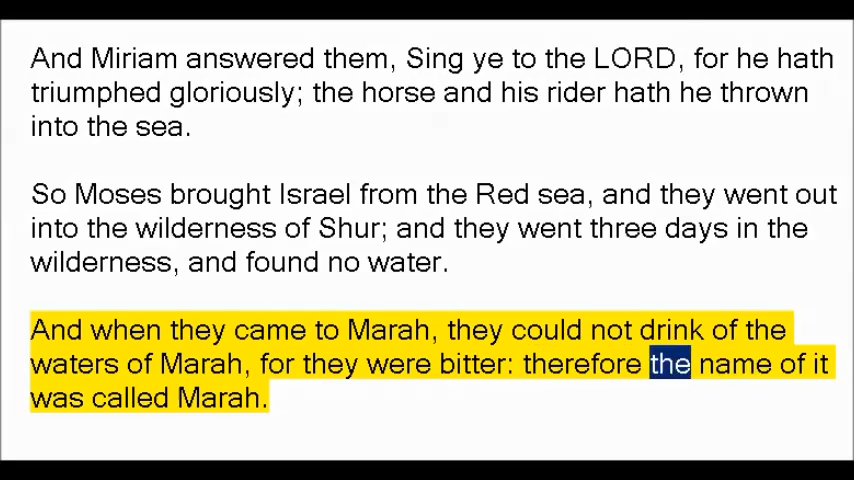 And Miriam answered them, Sing ye to the LORD, for he hath
triumphed gloriously; the horse and his rider hath he thrown
into the sea.
So Moses brought Israel from the Red sea, and they went out
into the wilderness of Shur; and they went three days in the
wilderness, and found no water.
And when they came to Marah, they could not drink of the
waters of Marah, for they were bitter: therefore the name of it
was called Marah.